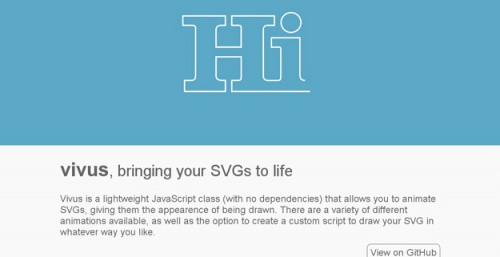 Hi
vivus, bringing your SVGs to life
Vivus is a lightweight JavaScript class (with no dependencies) that allows you to animate
SVGs, giving them the appearence of being drawn. There are a variety of different
animations available, as well as the option to create a custom script to draw your SVG in
whatever way you like.
View on GitHub